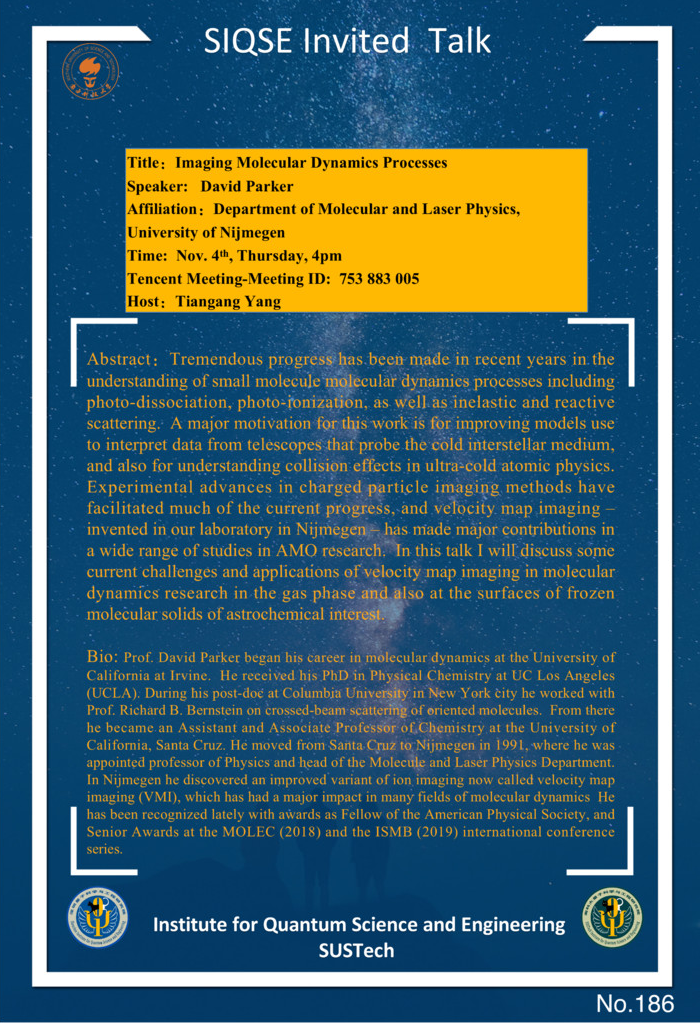 SIQSE Invited Talk
Title：Imaging Molecular Dynamics Processes
Speaker: David Parker
Affiliation：Department of Molecular and Laser Physics,
University of Nijmegen
Time: Nov. 4th, Thursday, 4pm
Tencent Meeting-Meeting ID: 753 883 005
Host：Tiangang Yang
Abstract：Tremendous progress has been made in recent years in the
understanding of small molecule molecular dynamics processes including
photo-dissociation, photo-ionization, as well as inelastic and reactive
scattering. A major motivation for this work is for improving models use
to interpret data from telescopes that probe the cold interstellar medium,
and also for understanding collision effects in ultra-cold atomic physics.
Experimental advances in charged particle imaging methods have
facilitated much of the current progress, and velocity map imaging –
invented in our laboratory in Nijmegen – has made major contributions in
a wide range of studies in AMO research. In this talk I will discuss some
current challenges and applications of velocity map imaging in molecular
dynamics research in the gas phase and also at the surfaces of frozen
molecular solids of astrochemical interest.
Bio: Prof. David Parker began his career in molecular dynamics at the University of
California at Irvine. He received his PhD in Physical Chemistry at UC Los Angeles
(UCLA). During his post-doc at Columbia University in New York city he worked with
Prof. Richard B. Bernstein on crossed-beam scattering of oriented molecules. From there
he became an Assistant and Associate Professor of Chemistry at the University of
California, Santa Cruz. He moved from Santa Cruz to Nijmegen in 1991, where he was
appointed professor of Physics and head of the Molecule and Laser Physics Department.
In Nijmegen he discovered an improved variant of ion imaging now called velocity map
imaging (VMI), which has had a major impact in many fields of molecular dynamics He
has been recognized lately with awards as Fellow of the American Physical Society, and
Senior Awards at the MOLEC (2018) and the ISMB (2019) international conference
series.
Institute for Quantum Science and Engineering
SUSTech
No.186